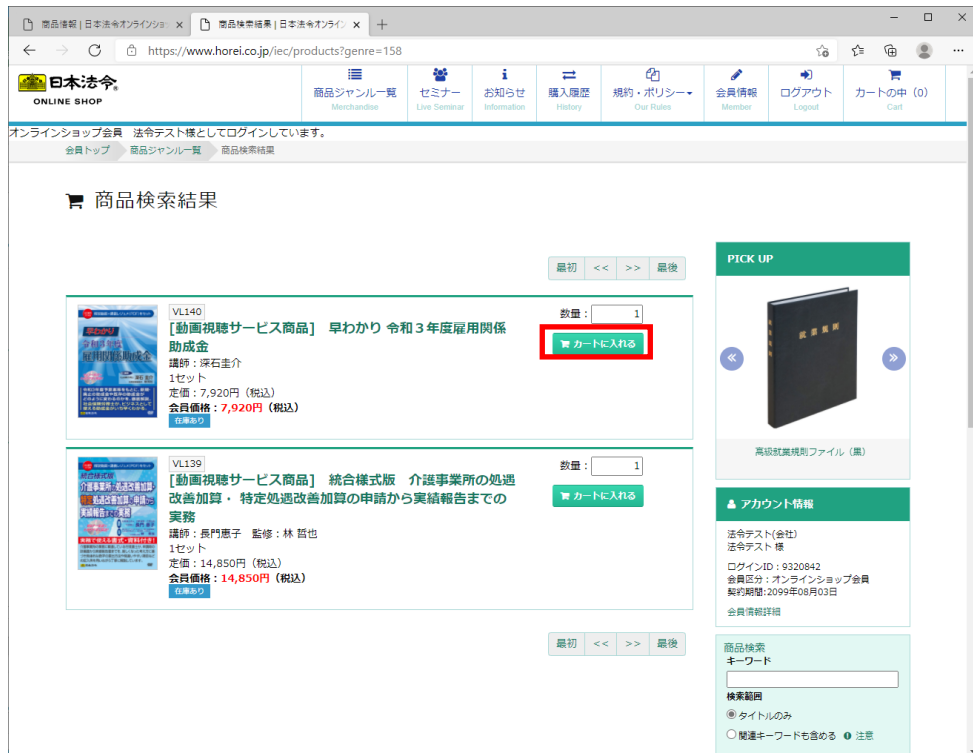 商品情報 | 日本法令オンラインショ
商品検索結果 | 日本法令オンライン
https://www.horei.co.jp/iec/products?genre=158
日本法令
ONLINE SHOP
商品ジャンル一覧
Merchandise
セミナー
Live Seminar
お知らせ
Information
購入履歴
History
規約・ポリシー
Our Rules
会員情報
Member
ログアウト
Logout
カートの中 (0)
Cart
オンラインショップ会員 法令テスト様としてログインしています。
会員トップ 商品ジャンル一覧 商品検索結果
商品検索結果
最初 << >> 最後
VL140
[動画視聴サービス商品] 早わかり 令和3年度雇用関係
助成金
講師:深石圭介
1セット
定価:7,920円(税込)
会員価格:7,920円(税込)
在庫あり
数量: 1
カートに入れる
VL139
[動画視聴サービス商品] 統合様式版 介護事業所の処遇
改善加算・ 特定処遇改善加算の申請から実績報告までの
実務
講師:長門恵子 監修:林 哲也
1セット
定価:14,850円(税込)
会員価格:14,850円(税込)
在庫あり
数量: 1
カートに入れる
最初 << >> 最後
PICK UP
就業規則
高級就業規則ファイル(黒)
アカウント情報
法令テスト(会社)
法令テスト 様
ログインID:9320842
会員区分:オンラインショップ会員
契約期間:2099年08月03日
会員情報詳細
商品検索
キーワード
検索範囲
タイトルのみ
関連キーワードも含める 注意